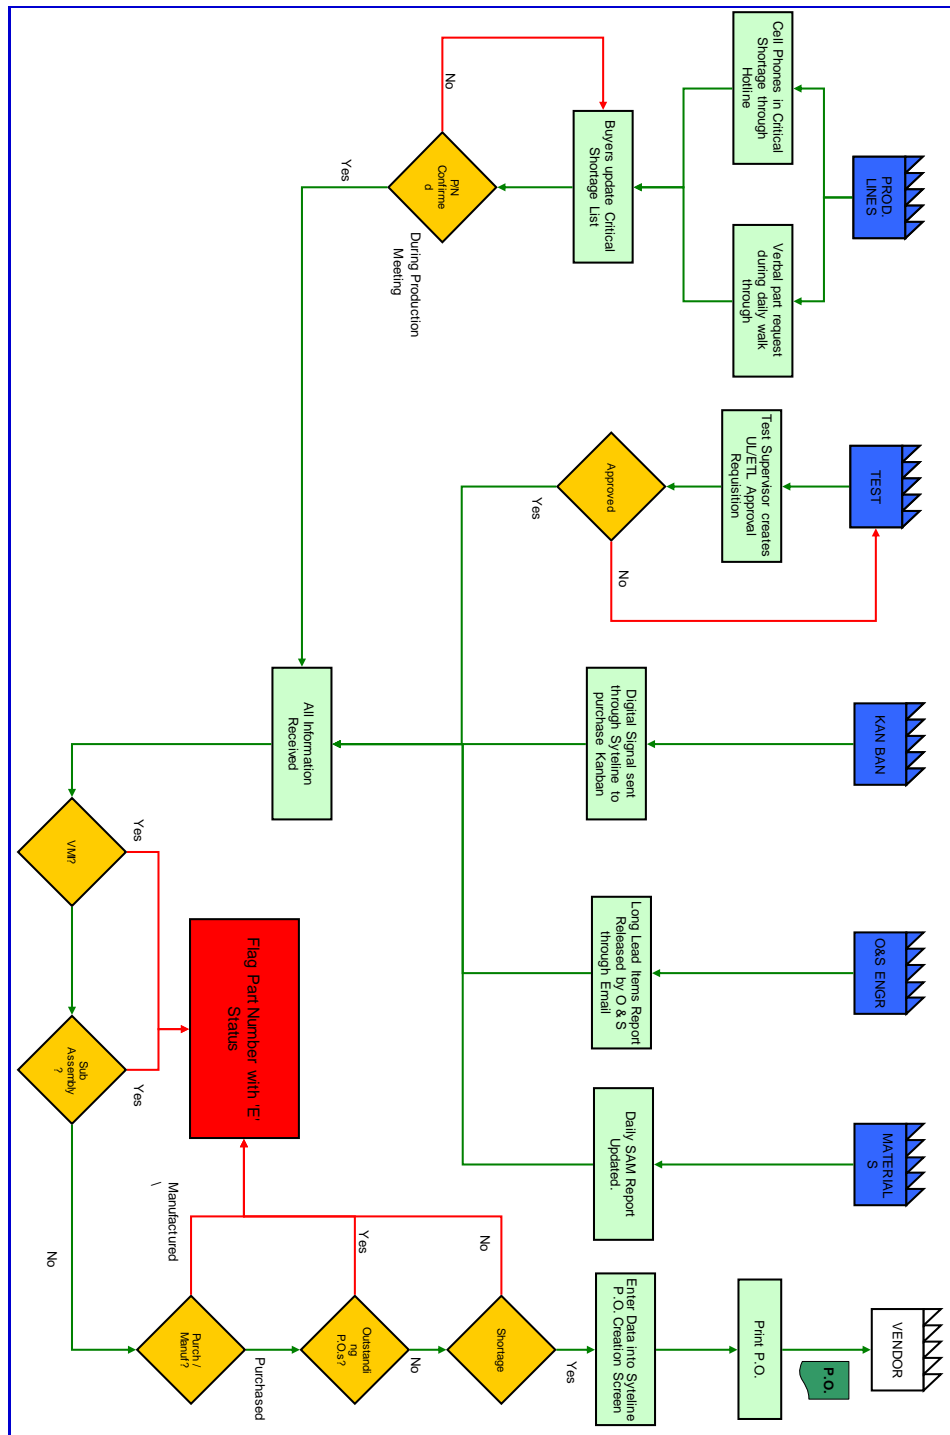 PROD.
LINES
Cell Phones in Critical
Shortage through
Hotline
Verbal part request
during daily walk
through
Buyers update Critical
Shortage List
P/N
Confirme
d
No
Yes
During Production
Meeting
TEST
Test Supervisor creates
UL/ETL Approval
Requisition
Approved
No
Yes
KAN BAN
Digital Signal sent
through Syteline to
purchase Kanban
O&S ENGR
Long Lead Items Report
Released by O & S
through Email
MATERIAL
S
Daily SAM Report
Updated.
All Information
Received
VMI?
Yes
Sub
Assembly
?
Yes
No
Flag Part Number with 'E'
Status
Purch /
Manuf?
Manufactured
\
Purchased
Outstandi
ng
P.O.s?
Yes
No
Shortage
No
Yes
Enter Data into Syteline
P.O. Creation Screen
Print P.O.
P.O.
VENDOR